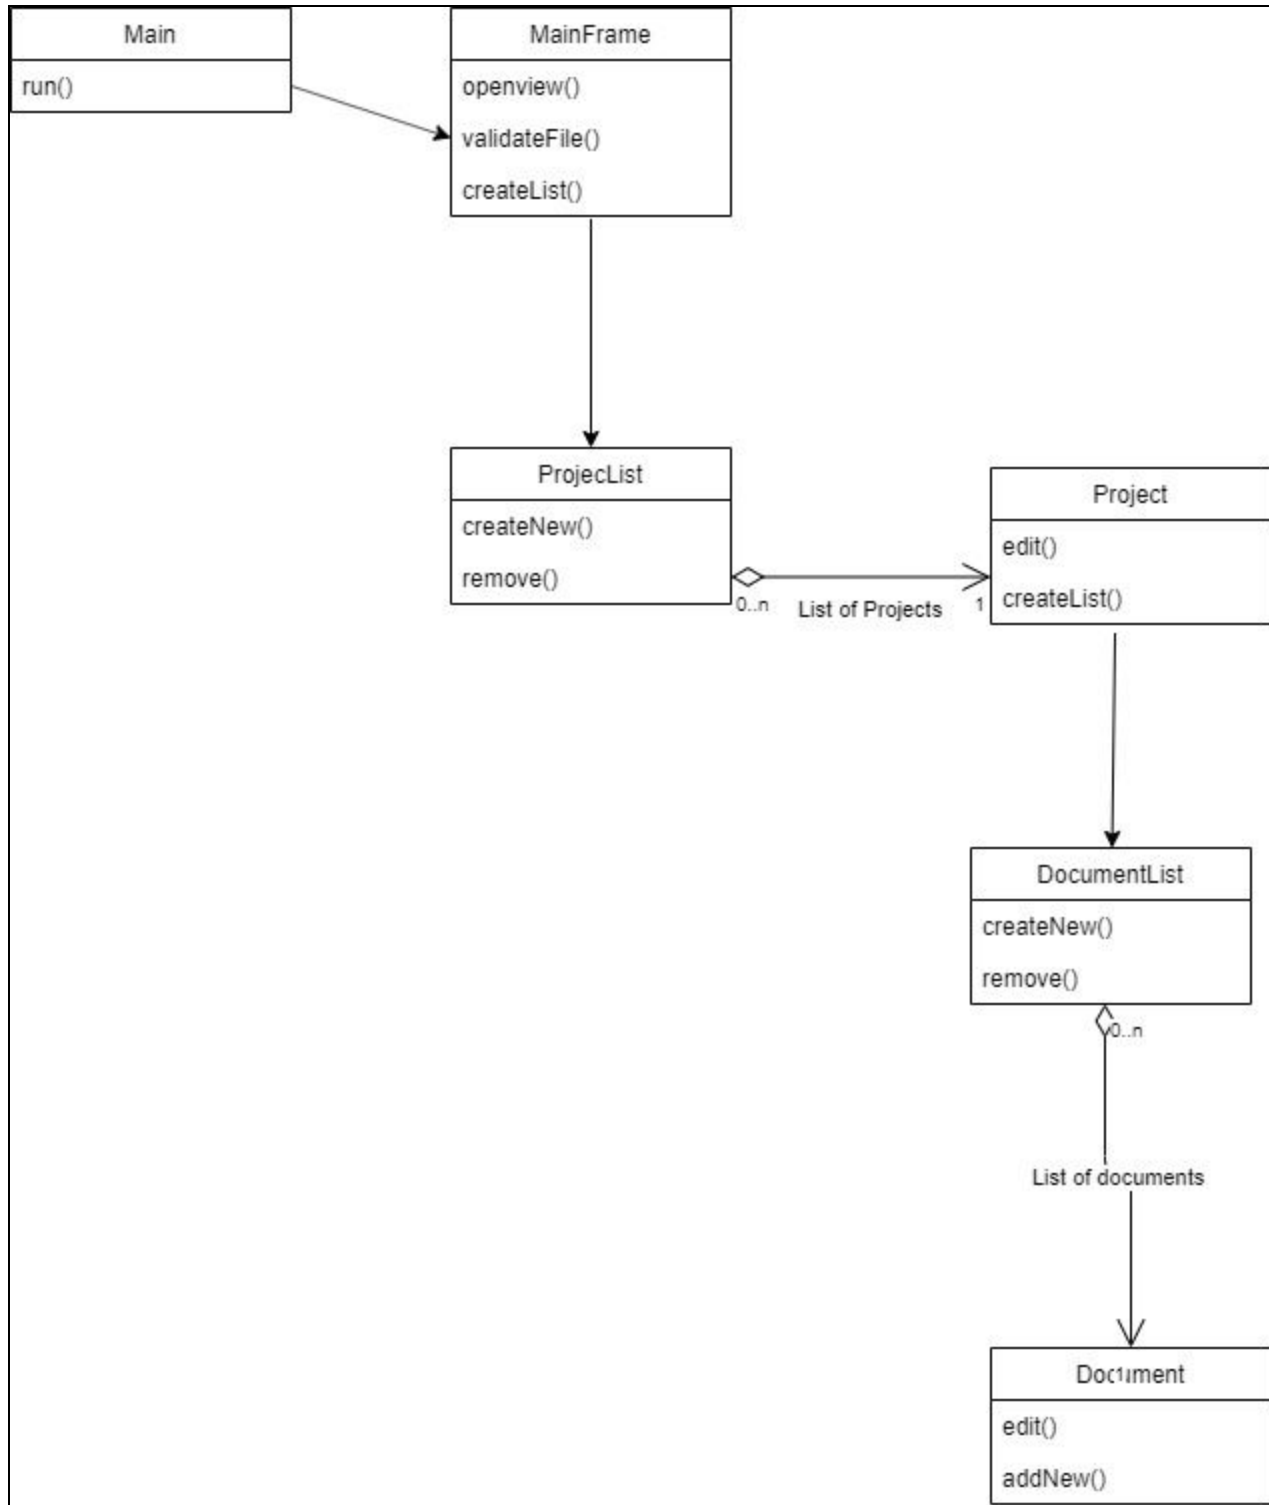 Main
run()
MainFrame
openview()
validateFile()
createList()
ProjecList
createNew()
remove()
0..n
List of Projects
1
Project
edit()
createList()
DocumentList
createNew()
remove()
0..n
List of documents
1
Document
edit()
addNew()